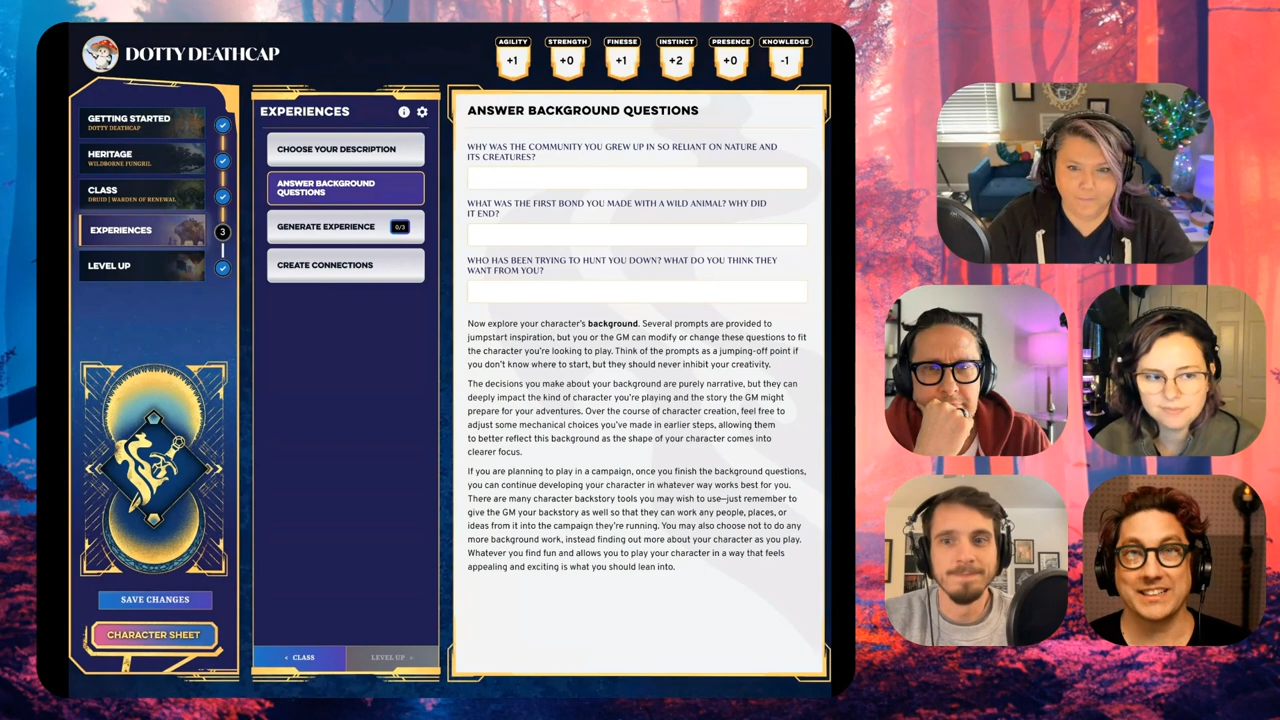 DOTTY DEATHCAP
AGILITY
STRENGTH
FINESSE
INSTINCT
PRESENCE
KNOWLEDGE
+1
+0
+1
+2
+0
-1
GETTING STARTED
DOTTY DEATHCAP
HERITAGE
WILDBORNE FUNGRIL
CLASS
DRUID | WARDEN OF RENEWAL
EXPERIENCES
3
LEVEL UP
SAVE CHANGES
CHARACTER SHEET
EXPERIENCES
CHOOSE YOUR DESCRIPTION
ANSWER BACKGROUND
QUESTIONS
GENERATE EXPERIENCE
0/3
CREATE CONNECTIONS
< CLASS
LEVEL UP >
ANSWER BACKGROUND QUESTIONS
WHY WAS THE COMMUNITY YOU GREW UP IN SO RELIANT ON NATURE AND
ITS CREATURES?
WHAT WAS THE FIRST BOND YOU MADE WITH A WILD ANIMAL? WHY DID
IT END?
WHO HAS BEEN TRYING TO HUNT YOU DOWN? WHAT DO YOU THINK THEY
WANT FROM YOU?
Now explore your character's background. Several prompts are provided to
jumpstart inspiration, but you or the GM can modify or change these questions to fit
the character you're looking to play. Think of the prompts as a jumping-off point if
you don't know where to start, but they should never inhibit your creativity.
The decisions you make about your background are purely narrative, but they can
deeply impact the kind of character you're playing and the story the GM might
prepare for your adventures. Over the course of character creation, feel free to
adjust some mechanical choices you've made in earlier steps, allowing them
to better reflect this background as the shape of your character comes into
clearer focus.
If you are planning to play in a campaign, once you finish the background questions,
you can continue developing your character in whatever way works best for you.
There are many character backstory tools you may wish to use—just remember to
give the GM your backstory as well so that they can work any people, places, or
ideas from it into the campaign they're running. You may also choose not to do any
more background work, instead finding out more about your character as you play.
Whatever you find fun and allows you to play your character in a way that feels
appealing and exciting is what you should lean into.